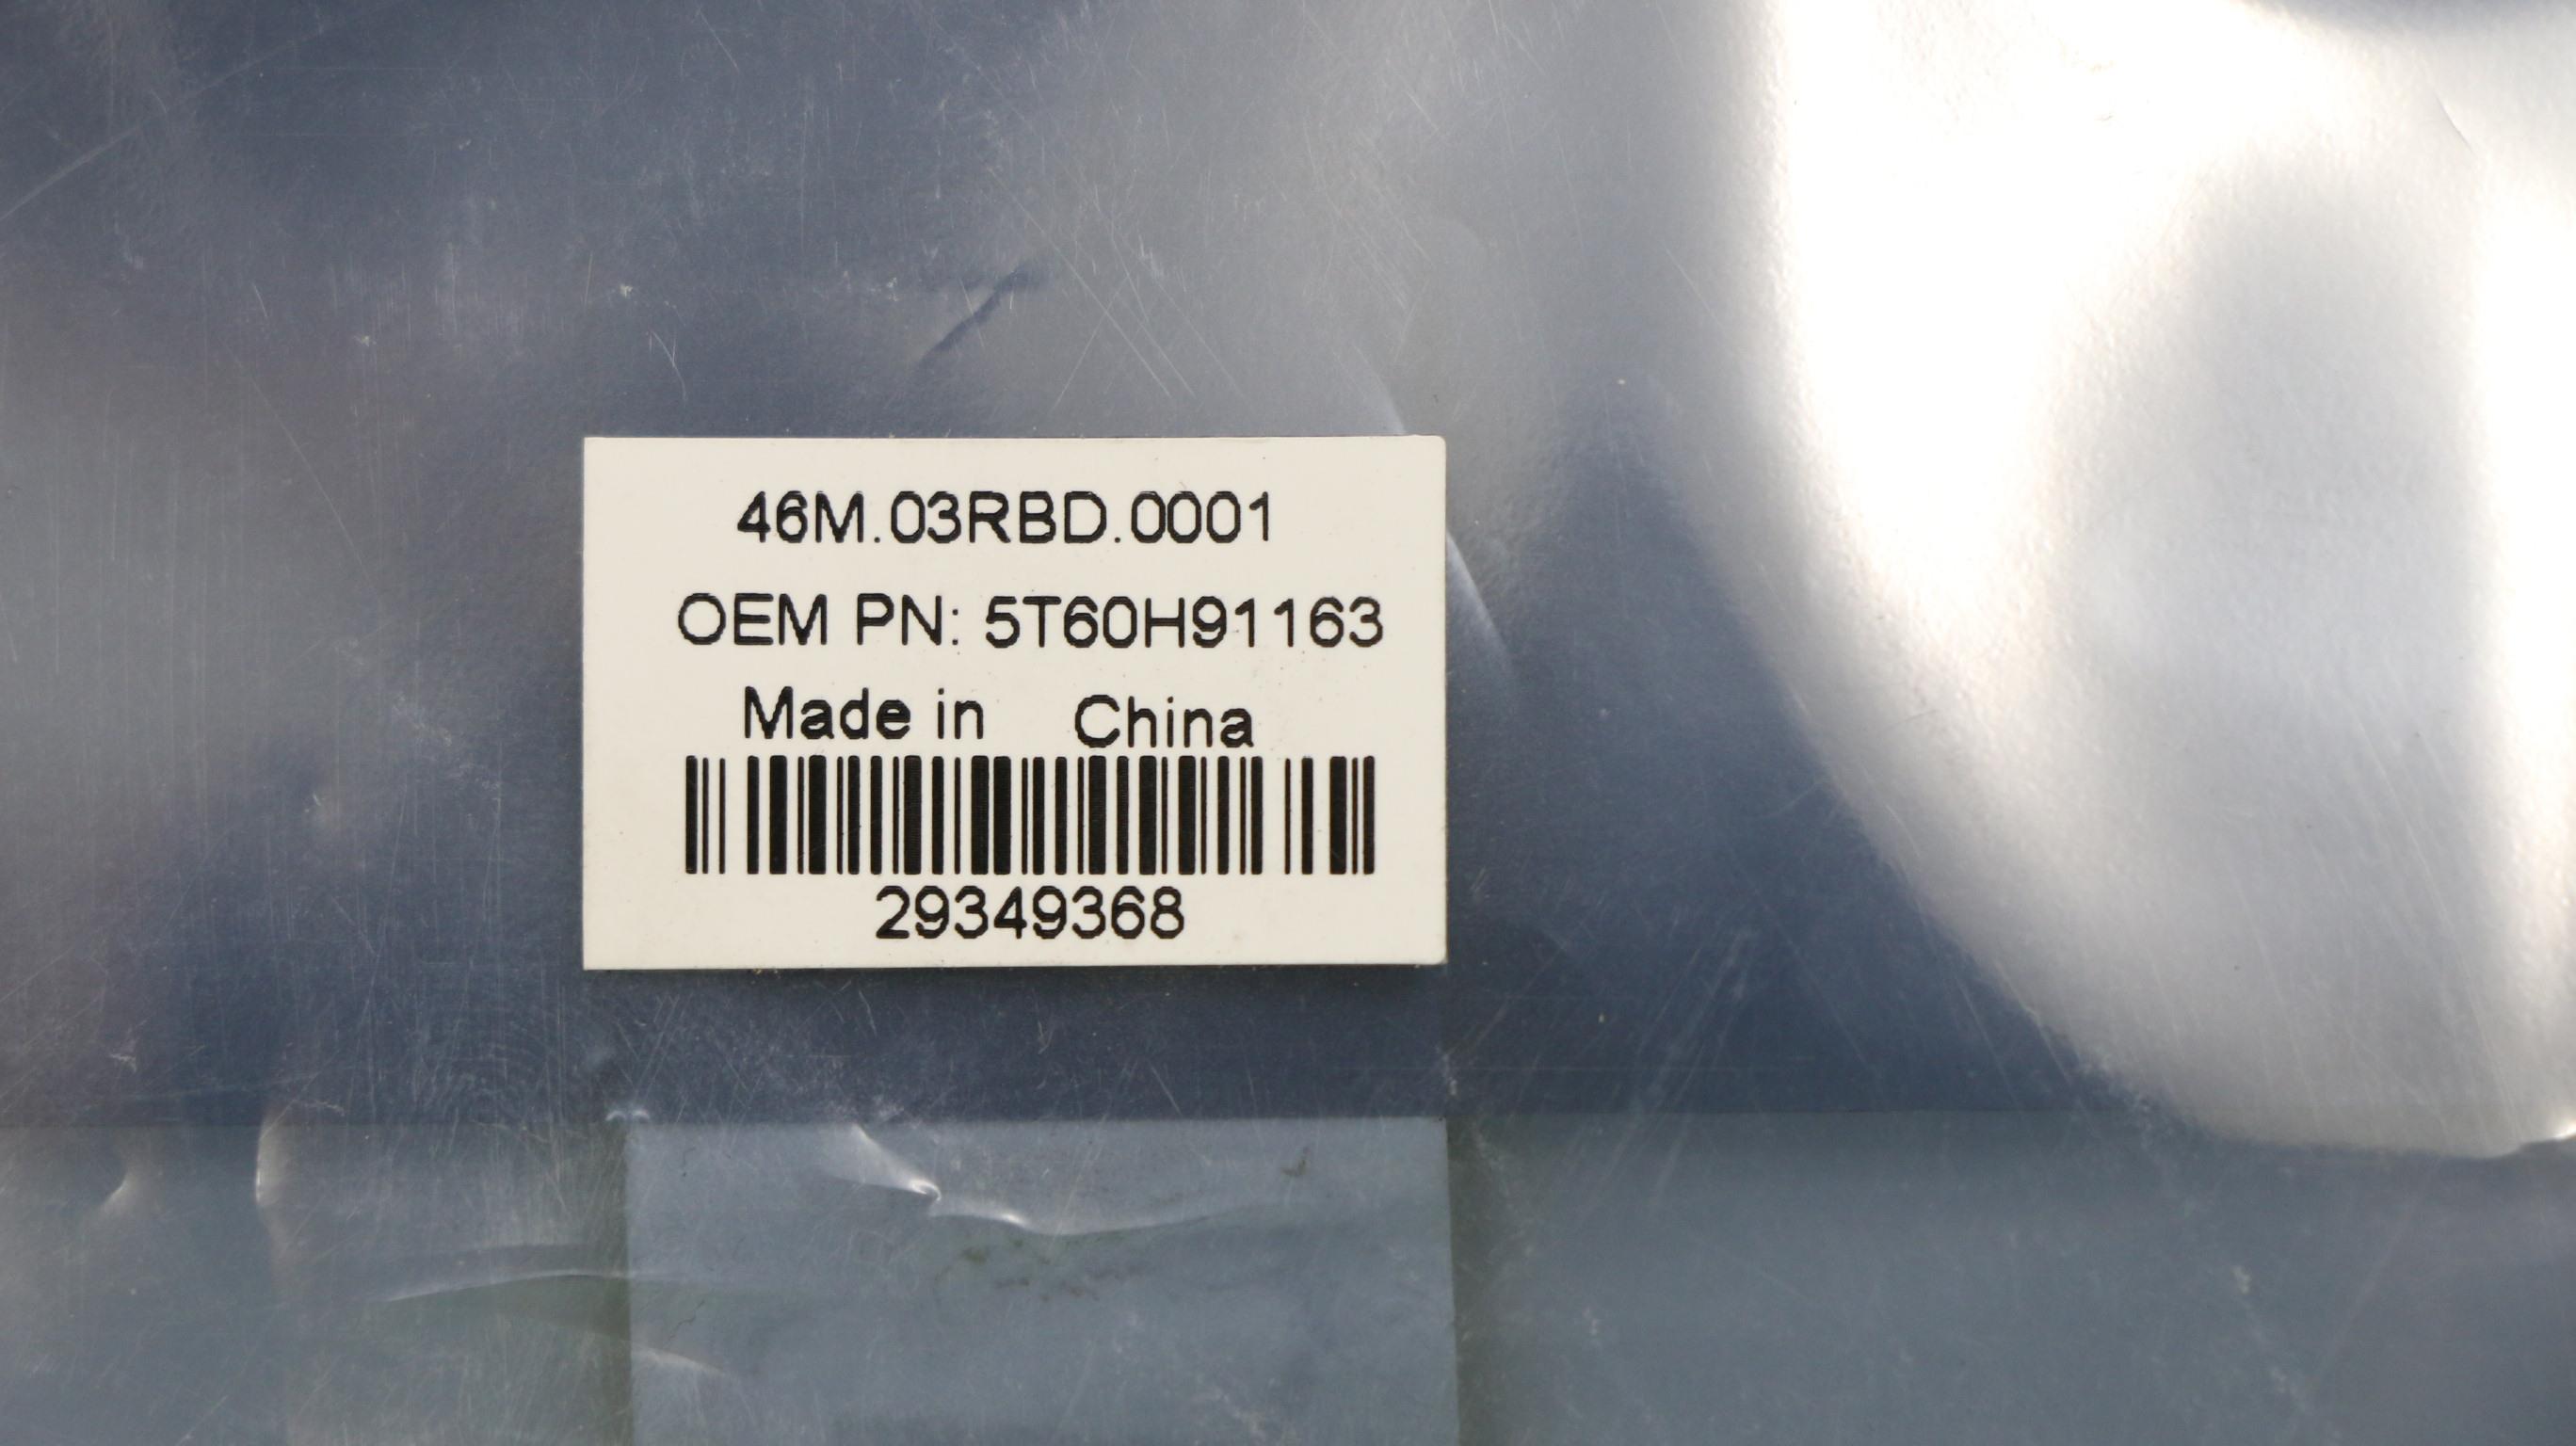 46M.03RBD.0001
OEM PN: 5T60H91163
Made in China
29349368